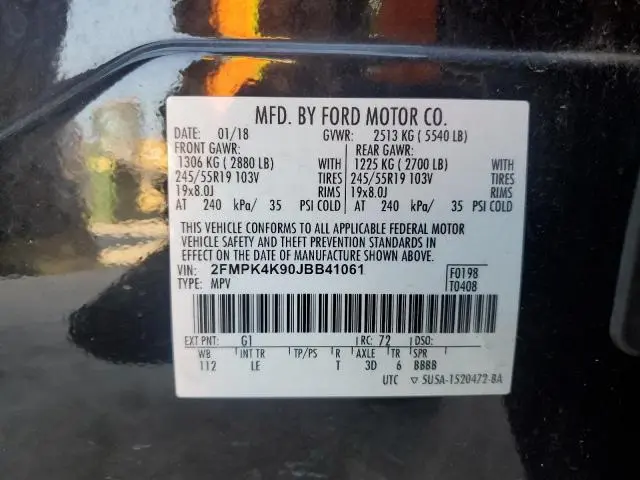 MFD. BY FORD MOTOR CO.
DATE: 01/18 GVWR: 2513 KG ( 5540 LB)
FRONT GAWR: REAR GAWR:
1306 KG ( 2880 LB) WITH 1225 KG ( 2700 LB) WITH
245/55R19 103V TIRES 245/55R19 103V TIRES
19x8.0J RIMS 19x8.0J RIMS
AT 240 kPa/ 35 PSI COLD AT 240 kPa/ 35 PSI COLD
THIS VEHICLE CONFORMS TO ALL APPLICABLE FEDERAL MOTOR
VEHICLE SAFETY AND THEFT PREVENTION STANDARDS IN
EFFECT ON THE DATE OF MANUFACTURE SHOWN ABOVE.
VIN: 2FMPK4K90JBB41061 F0198
TYPE: MPV T0408
EXT PNT: G1 RC: 72 DSO:
WB INT TR TP/PS R AXLE TR SPR
112 LE T 3D 6 BBBB
UTC 5U5A-1520472-BA